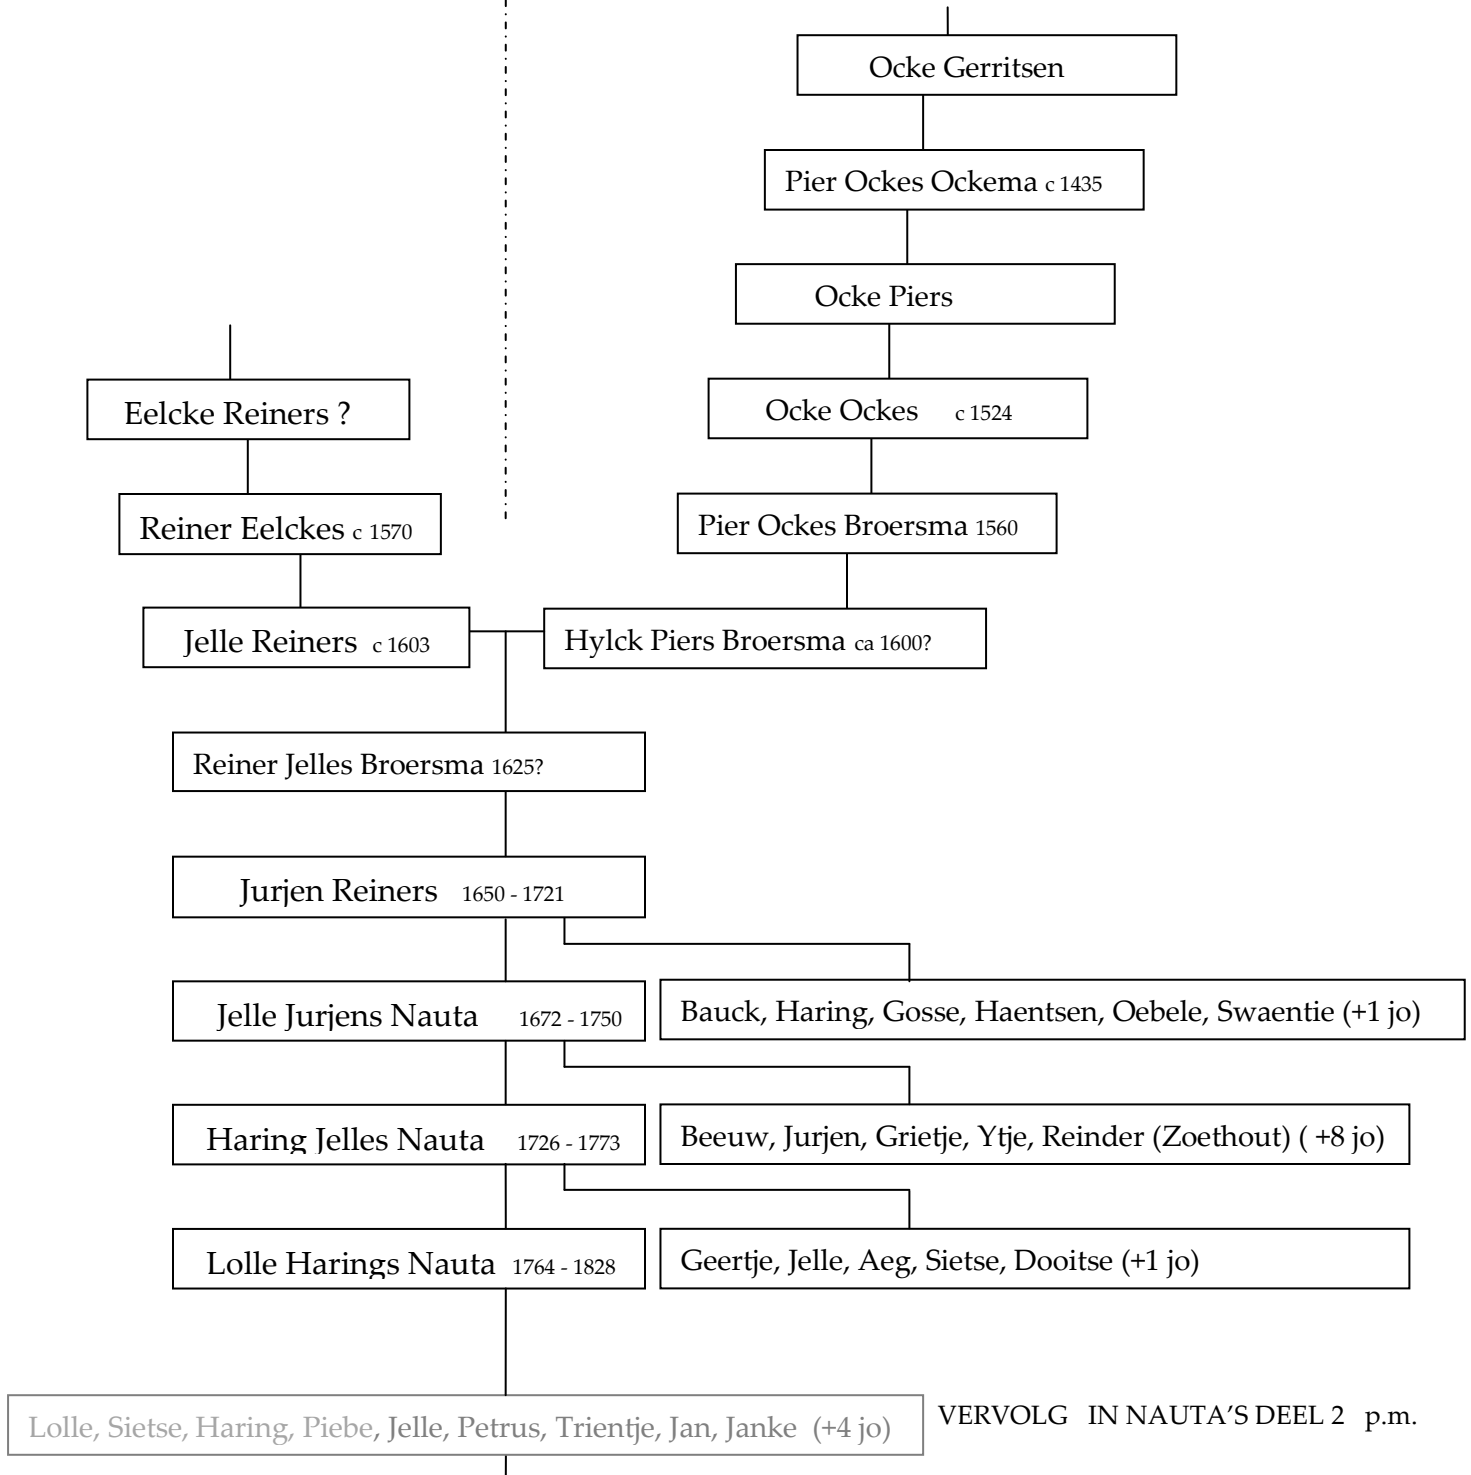 Ocke Gerritsen
Pier Ockes Ockema c 1435
Ocke Piers
Eelcke Reiners ?
Ocke Ockes c 1524
Reiner Eelckes c 1570
Pier Ockes Broersma 1560
Jelle Reiners c 1603
Hylck Piers Broersma ca 1600?
Reiner Jelles Broersma 1625?
Jurjen Reiners 1650 - 1721
Jelle Jurjens Nauta 1672 - 1750
Bauck, Haring, Gosse, Haentsen, Oebele, Swaentie (+1 jo)
Haring Jelles Nauta 1726 - 1773
Beeuw, Jurjen, Grietje, Ytje, Reinder (Zoethout) ( +8 jo)
Lolle Harings Nauta 1764 - 1828
Geertje, Jelle, Aeg, Sietse, Dooitse (+1 jo)
Lolle, Sietse, Haring, Piebe, Jelle, Petrus, Trientje, Jan, Janke (+4 jo)
VERVOLG IN NAUTA'S DEEL 2 p.m.